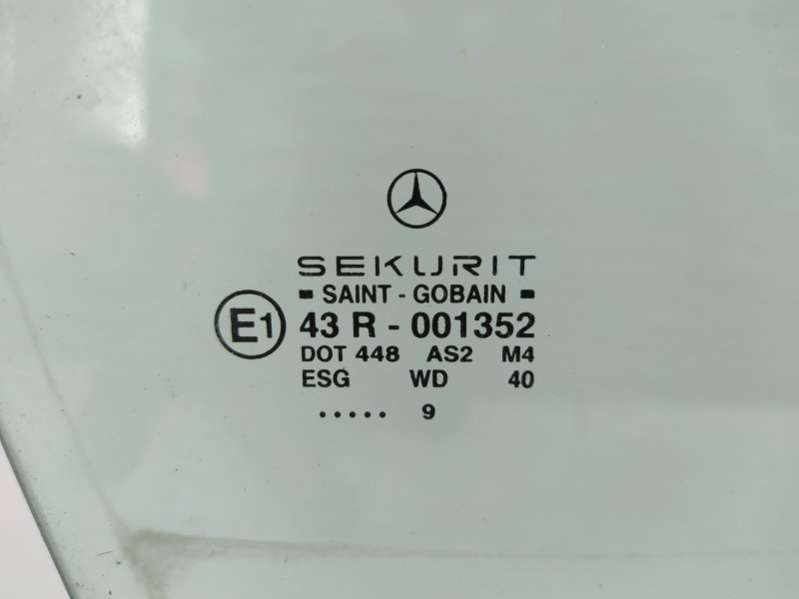 SEKURIT
- SAINT - GOBAIN -
E1 43 R - 001352
DOT 448 AS2 M4
ESG WD 40
..... 9